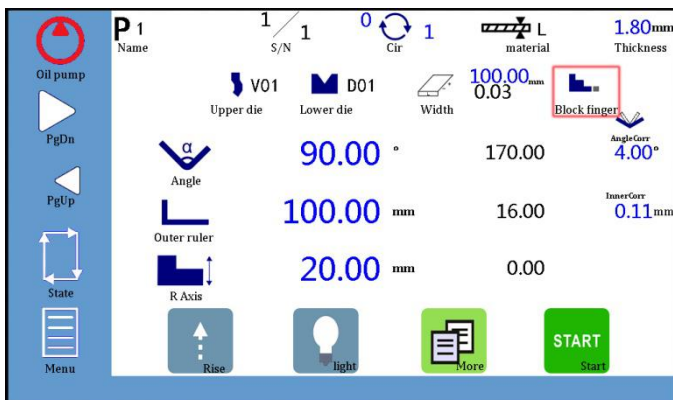 P 1
Name
1/1
S/N
0 1
Cir
L
material
1.80mm
Thickness
Oil pump
V01
Upper die
D01
Lower die
Width
100.00mm
0.03
Block finger
PgDn
α
Angle
90.00 °
170.00
AngleCorr
4.00°
PgUp
Outer ruler
100.00 mm
16.00
InnerCorr
0.11mm
State
R Axis
20.00 mm
0.00
Menu
Rise
light
More
START
Start